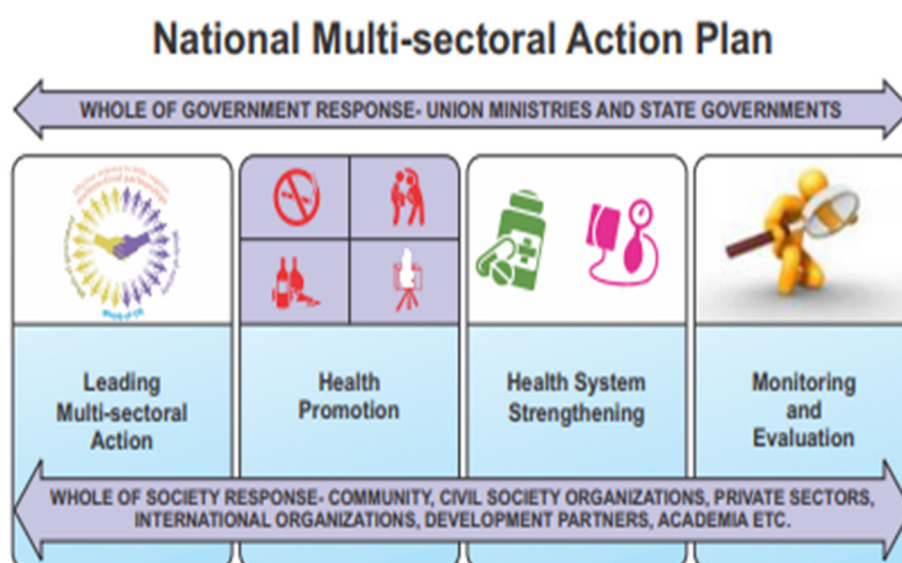 National Multi-sectoral Action Plan
WHOLE OF GOVERNMENT RESPONSE- UNION MINISTRIES AND STATE GOVERNMENTS
Leading
Multi-sectoral
Action
Health
Promotion
Health System
Strengthening
Monitoring
and
Evaluation
WHOLE OF SOCIETY RESPONSE- COMMUNITY, CIVIL SOCIETY ORGANIZATIONS, PRIVATE SECTORS,
INTERNATIONAL ORGANIZATIONS, DEVELOPMENT PARTNERS, ACADEMIA ETC.